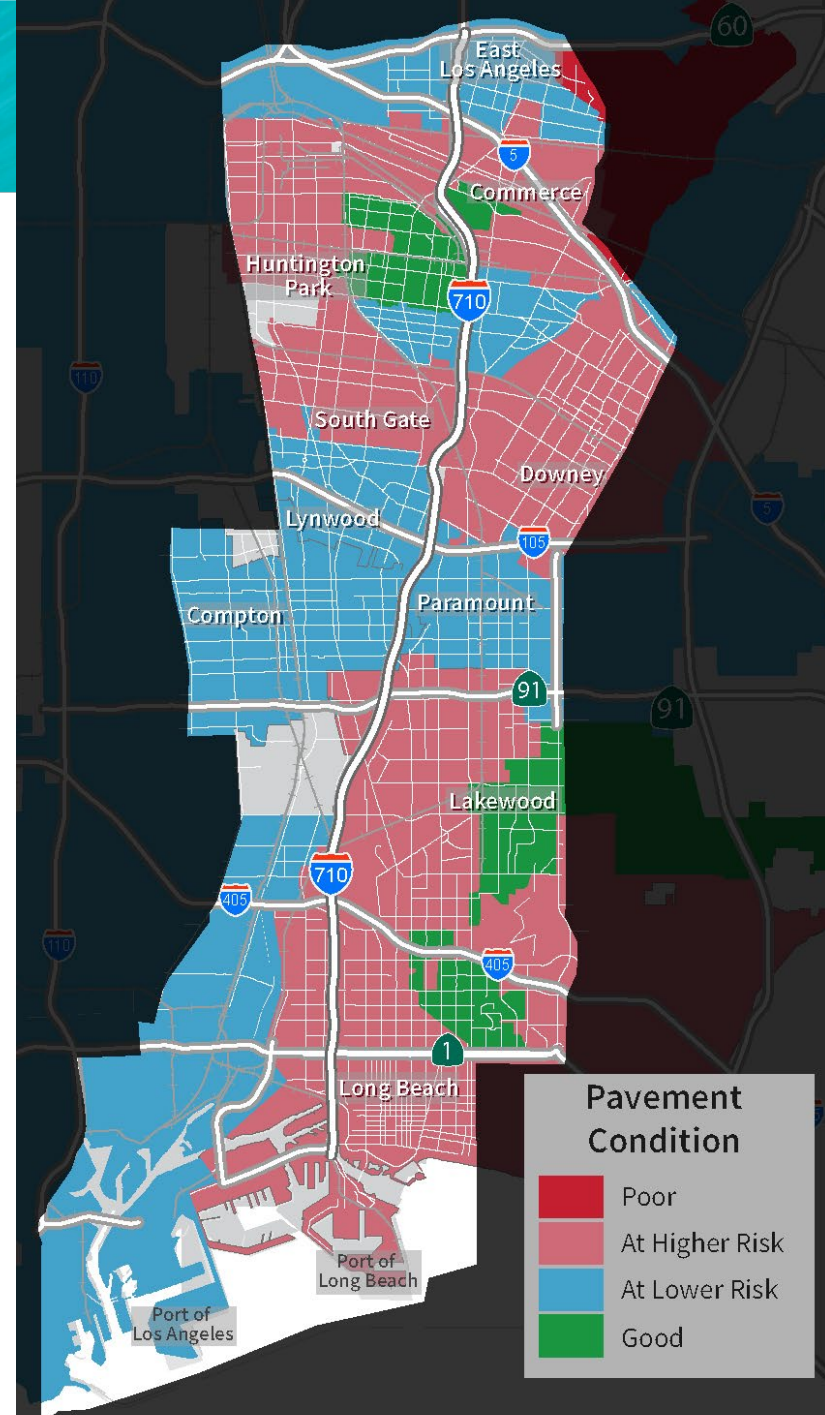 60
East
Los Angeles
5
Commerce
Huntington
Park
710
110
South Gate
Downey
5
Lynwood
105
Compton
Paramount
91
91
Lakewood
710
405
110
405
1
Long Beach
Port of
Long Beach
Port of
Los Angeles
Pavement
Condition
Poor
At Higher Risk
At Lower Risk
Good